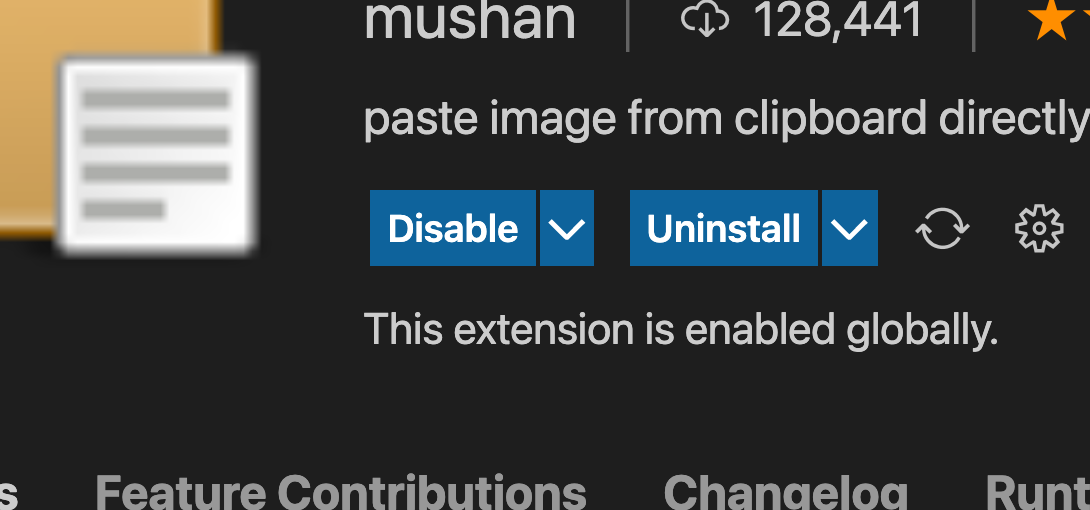 mushan 128,441
paste image from clipboard directly
Disable Uninstall
This extension is enabled globally.
Feature Contributions Changelog